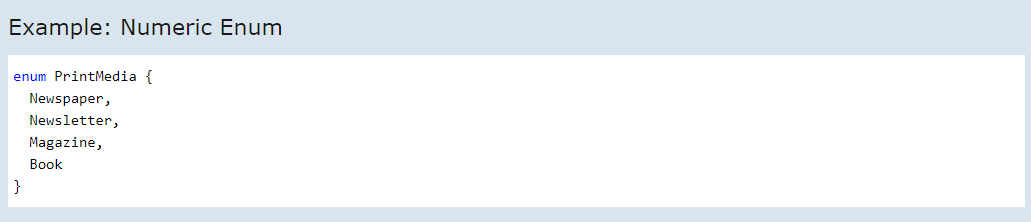 Example: Numeric Enum
enum PrintMedia {
  Newspaper,
  Newsletter,
  Magazine,
  Book
}